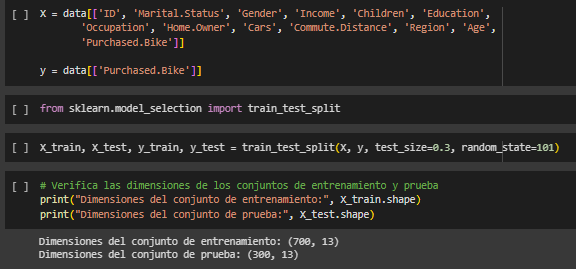 [ ] X = data[['ID', 'Marital.Status', 'Gender', 'Income', 'Children', 'Education',
'Occupation', 'Home.Owner', 'Cars', 'Commute.Distance', 'Region', 'Age',
'Purchased.Bike']]
y = data[['Purchased.Bike']]
[ ] from sklearn.model_selection import train_test_split
[ ] X_train, X_test, y_train, y_test = train_test_split(X, y, test_size=0.3, random_state=101)
[ ] # Verifica las dimensiones de los conjuntos de entrenamiento y prueba
print("Dimensiones del conjunto de entrenamiento:", X_train.shape)
print("Dimensiones del conjunto de prueba:", X_test.shape)
Dimensiones del conjunto de entrenamiento: (700, 13)
Dimensiones del conjunto de prueba: (300, 13)